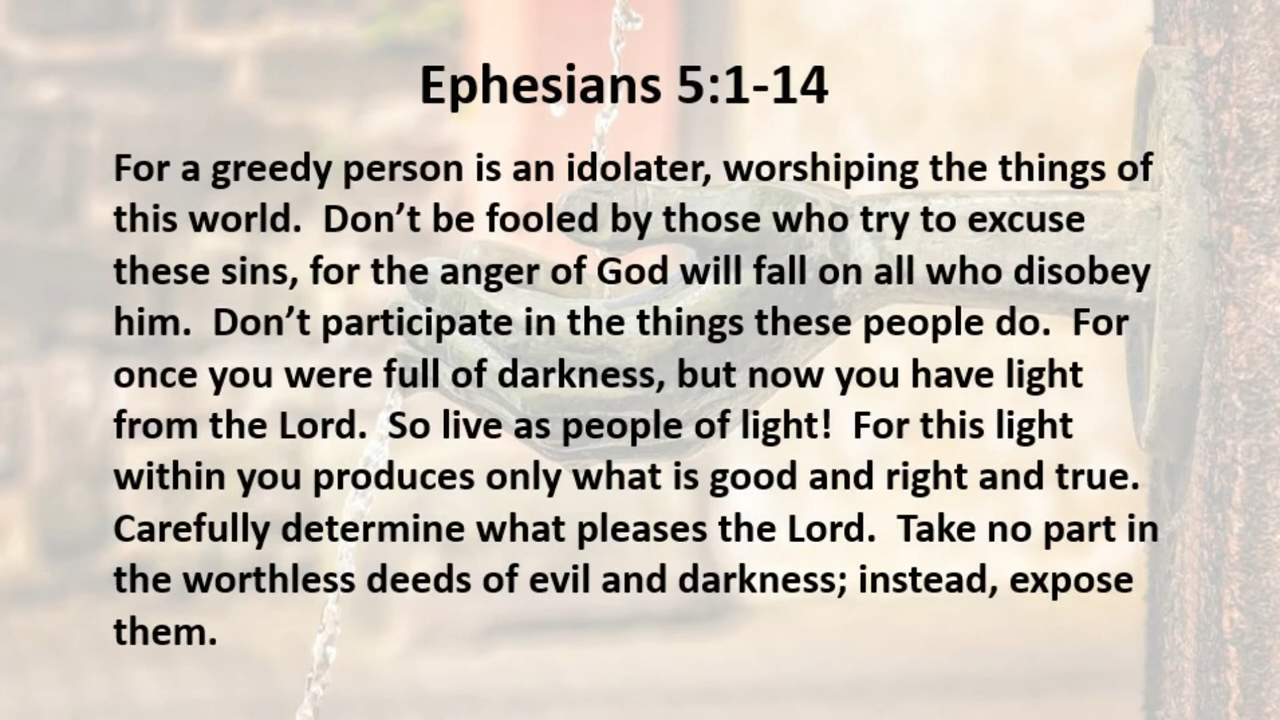 Ephesians 5:1-14
For a greedy person is an idolater, worshiping the things of
this world.  Don’t be fooled by those who try to excuse
these sins, for the anger of God will fall on all who disobey
him.  Don’t participate in the things these people do.  For
once you were full of darkness, but now you have light
from the Lord.  So live as people of light!  For this light
within you produces only what is good and right and true.
Carefully determine what pleases the Lord.  Take no part in
the worthless deeds of evil and darkness; instead, expose
them.